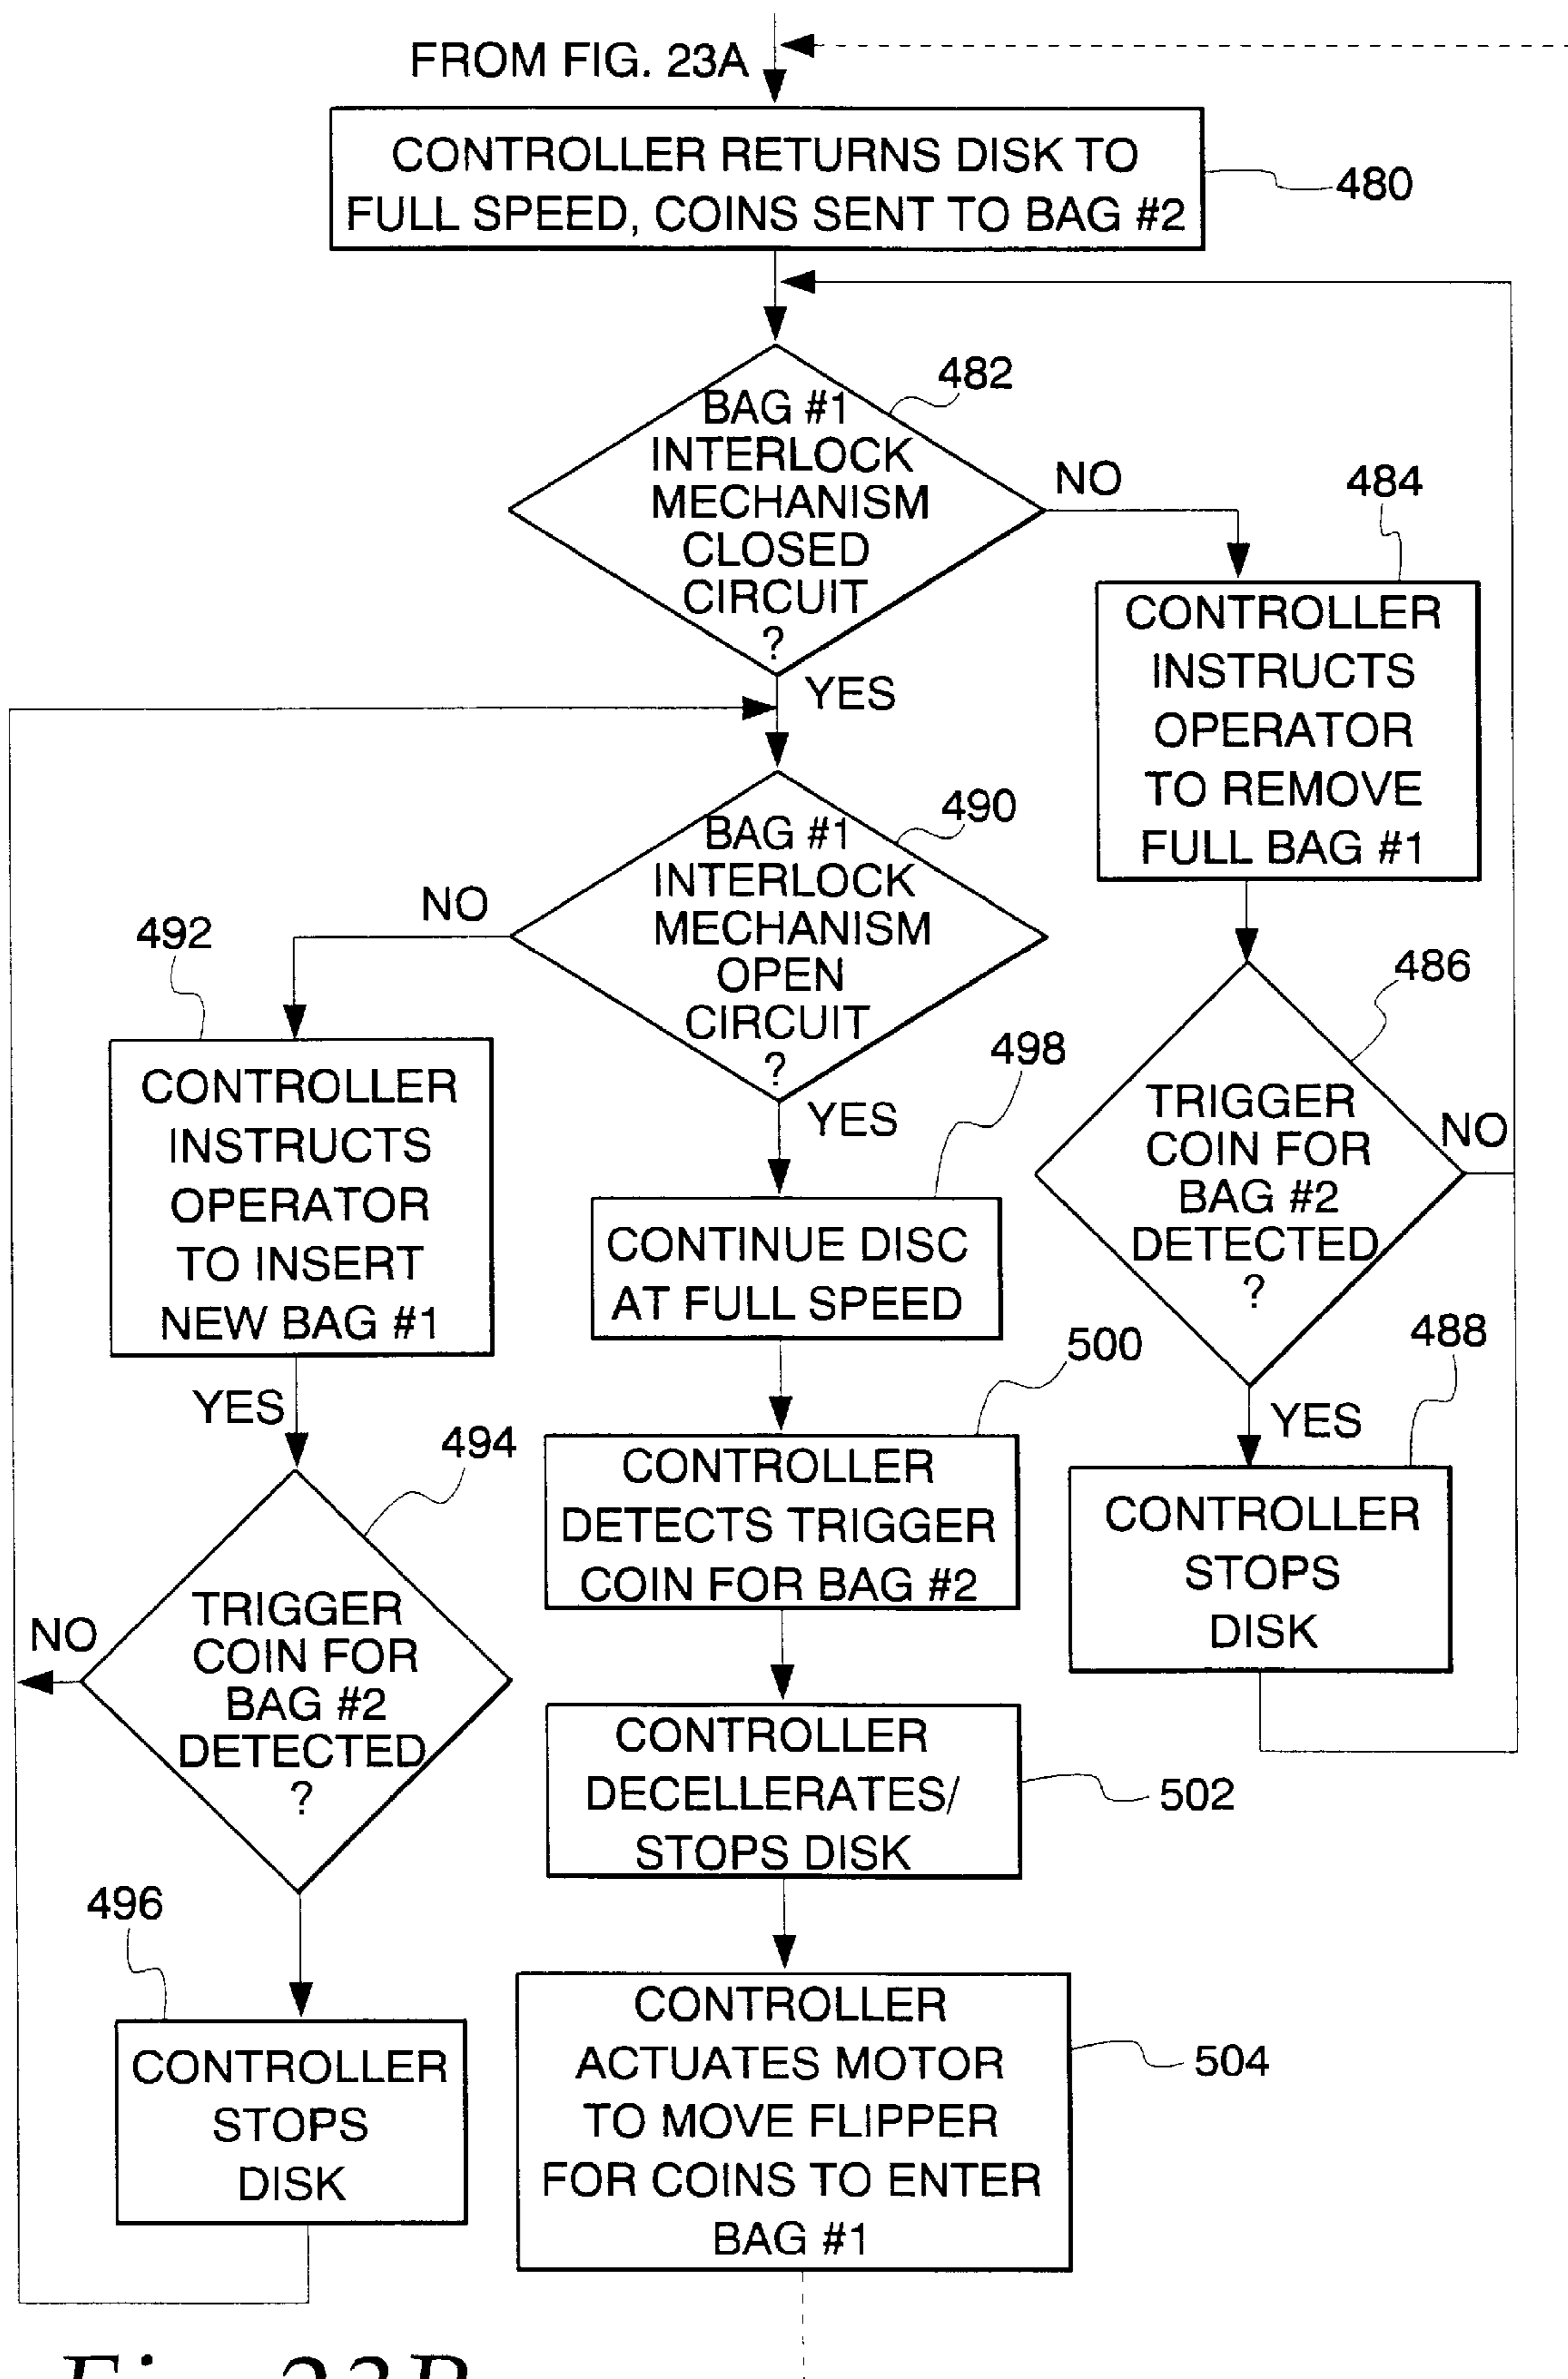 FROM FIG. 23A
CONTROLLER RETURNS DISK TO
FULL SPEED, COINS SENT TO BAG #2
480
482
BAG #1
INTERLOCK
MECHANISM
CLOSED
CIRCUIT
?
NO
YES
484
CONTROLLER
INSTRUCTS
OPERATOR
TO REMOVE
FULL BAG #1
486
TRIGGER
COIN FOR
BAG #2
DETECTED
?
NO
YES
488
CONTROLLER
STOPS
DISK
490
BAG #1
INTERLOCK
MECHANISM
OPEN
CIRCUIT
?
NO
YES
492
CONTROLLER
INSTRUCTS
OPERATOR
TO INSERT
NEW BAG #1
YES
494
TRIGGER
COIN FOR
BAG #2
DETECTED
?
NO
496
CONTROLLER
STOPS
DISK
498
CONTINUE DISC
AT FULL SPEED
500
CONTROLLER
DETECTS TRIGGER
COIN FOR BAG #2
CONTROLLER
DECELLERATES/
STOPS DISK
502
CONTROLLER
ACTUATES MOTOR
TO MOVE FLIPPER
FOR COINS TO ENTER
BAG #1
504
Fig. 23B